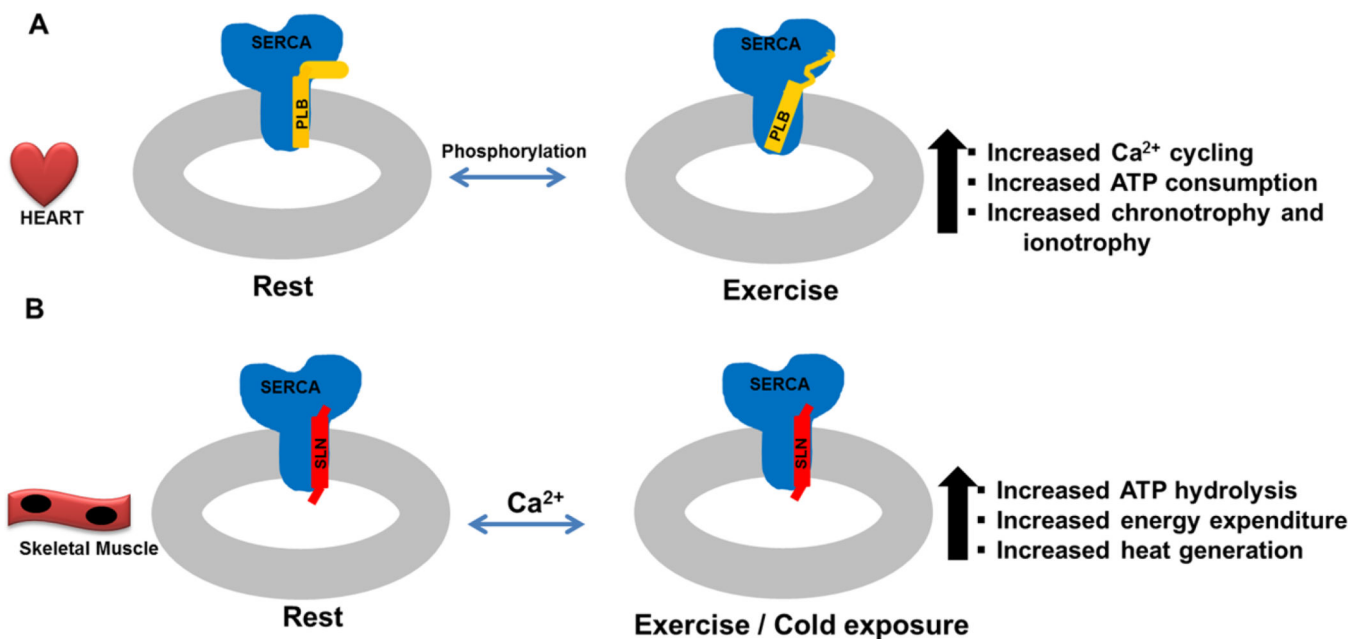 A
SERCA
PLB
HEART
Rest
Phosphorylation
SERCA
PLB
Exercise
▪ Increased Ca²⁺ cycling
▪ Increased ATP consumption
▪ Increased chronotrophy and
ionotrophy
B
SERCA
SLN
Skeletal Muscle
Rest
Ca²⁺
SERCA
SLN
Exercise / Cold exposure
▪ Increased ATP hydrolysis
▪ Increased energy expenditure
▪ Increased heat generation